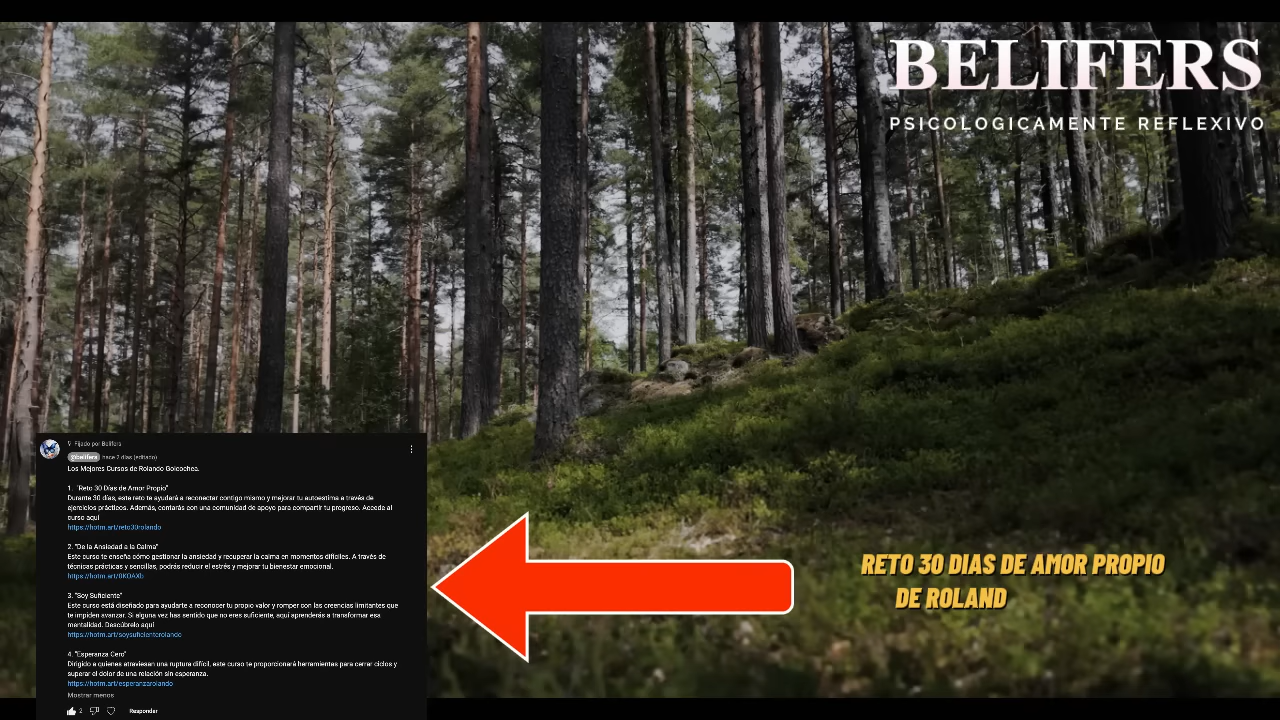 BELIFERS
PSICOLOGICAMENTE REFLEXIVO
Fijado por Belifers
@belifers hace 2 días (editado)
Los Mejores Cursos de Rolando Goicochea.
1. "Reto 30 Días de Amor Propio"
Durante 30 días, este reto te ayudará a reconectar contigo mismo y mejorar tu autoestima a través de
ejercicios prácticos. Además, contarás con una comunidad de apoyo para compartir tu progreso. Accede al
curso aquí
https://hotm.art/reto30rolando
2. "De la Ansiedad a la Calma"
Este curso te enseña cómo gestionar la ansiedad y recuperar la calma en momentos difíciles. A través de
técnicas prácticas y sencillas, podrás reducir el estrés y mejorar tu bienestar emocional.
https://hotm.art/0KOAXb
3. "Soy Suficiente"
Este curso está diseñado para ayudarte a reconocer tu propio valor y romper con las creencias limitantes que
te impiden avanzar. Si alguna vez has sentido que no eres suficiente, aquí aprenderás a transformar esa
mentalidad. Descúbrelo aquí
https://hotm.art/soysuficienterolando
4. "Esperanza Cero"
Dirigido a quienes atraviesan una ruptura difícil, este curso te proporcionará herramientas para cerrar ciclos y
superar el dolor de una relación sin esperanza.
https://hotm.art/esperanzarolando
Mostrar menos
2 Responder
RETO 30 DIAS DE AMOR PROPIO
DE ROLAND